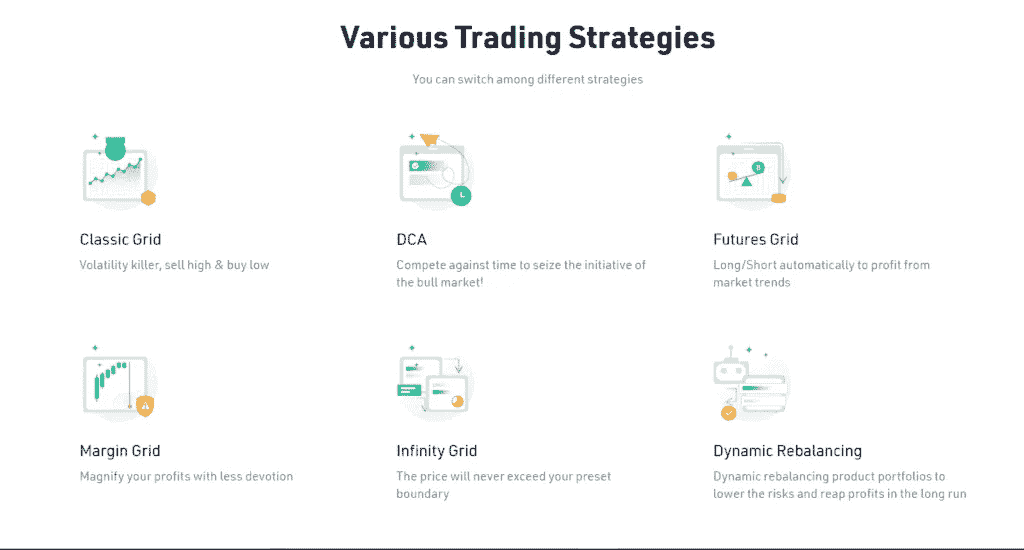 Various Trading Strategies
You can switch among different strategies
Classic Grid
Volatility killer, sell high & buy low
DCA
Compete against time to seize the initiative of
the bull market!
Futures Grid
Long/Short automatically to profit from
market trends
Margin Grid
Magnify your profits with less devotion
Infinity Grid
The price will never exceed your preset
boundary
Dynamic Rebalancing
Dynamic rebalancing product portfolios to
lower the risks and reap profits in the long run